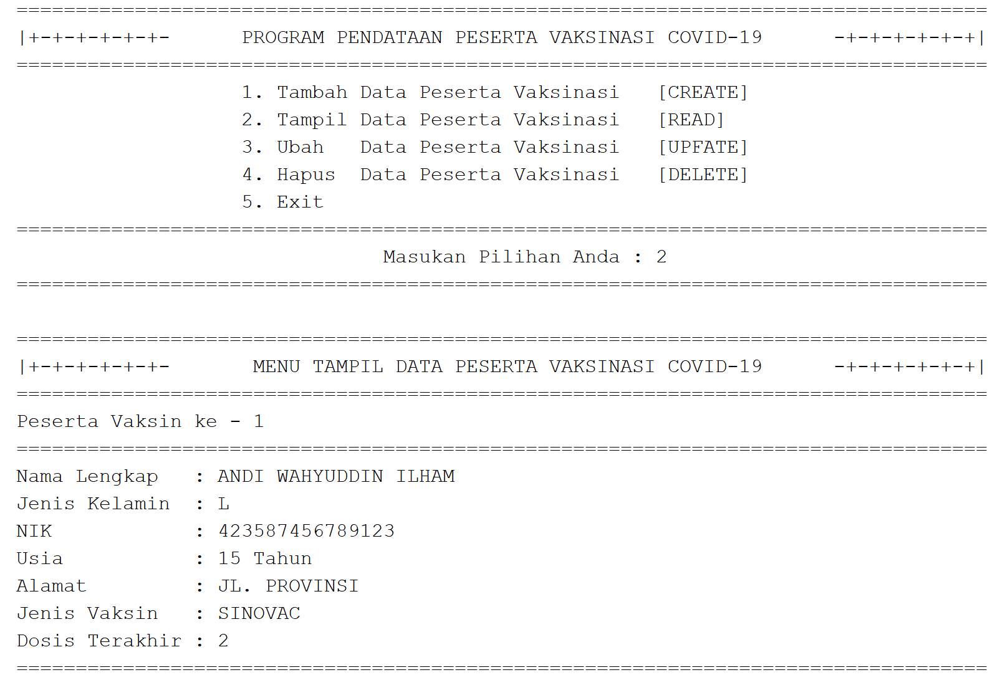 ===================================================================================
|+-+-+-+-+-+-      PROGRAM PENDATAAN PESERTA VAKSINASI COVID-19      -+-+-+-+-+-+|
===================================================================================
                   1. Tambah Data Peserta Vaksinasi   [CREATE]
                   2. Tampil Data Peserta Vaksinasi   [READ]
                   3. Ubah   Data Peserta Vaksinasi   [UPFATE]
                   4. Hapus  Data Peserta Vaksinasi   [DELETE]
                   5. Exit
===================================================================================
                               Masukan Pilihan Anda : 2
===================================================================================

===================================================================================
|+-+-+-+-+-+-       MENU TAMPIL DATA PESERTA VAKSINASI COVID-19      -+-+-+-+-+-+|
===================================================================================
Peserta Vaksin ke - 1
===================================================================================
Nama Lengkap   : ANDI WAHYUDDIN ILHAM
Jenis Kelamin  : L
NIK            : 423587456789123
Usia           : 15 Tahun
Alamat         : JL. PROVINSI
Jenis Vaksin   : SINOVAC
Dosis Terakhir : 2
===================================================================================